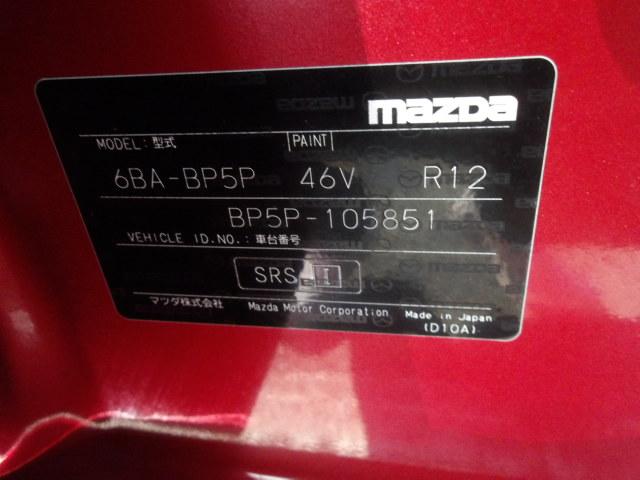 mazda
MODEL: 型式 PAINT
6BA-BP5P 46V R12
BP5P-105851
VEHICLE ID.NO.: 車台番号
SRS I
マツダ株式会社 Mazda Motor Corporation Made in Japan
(D10A)